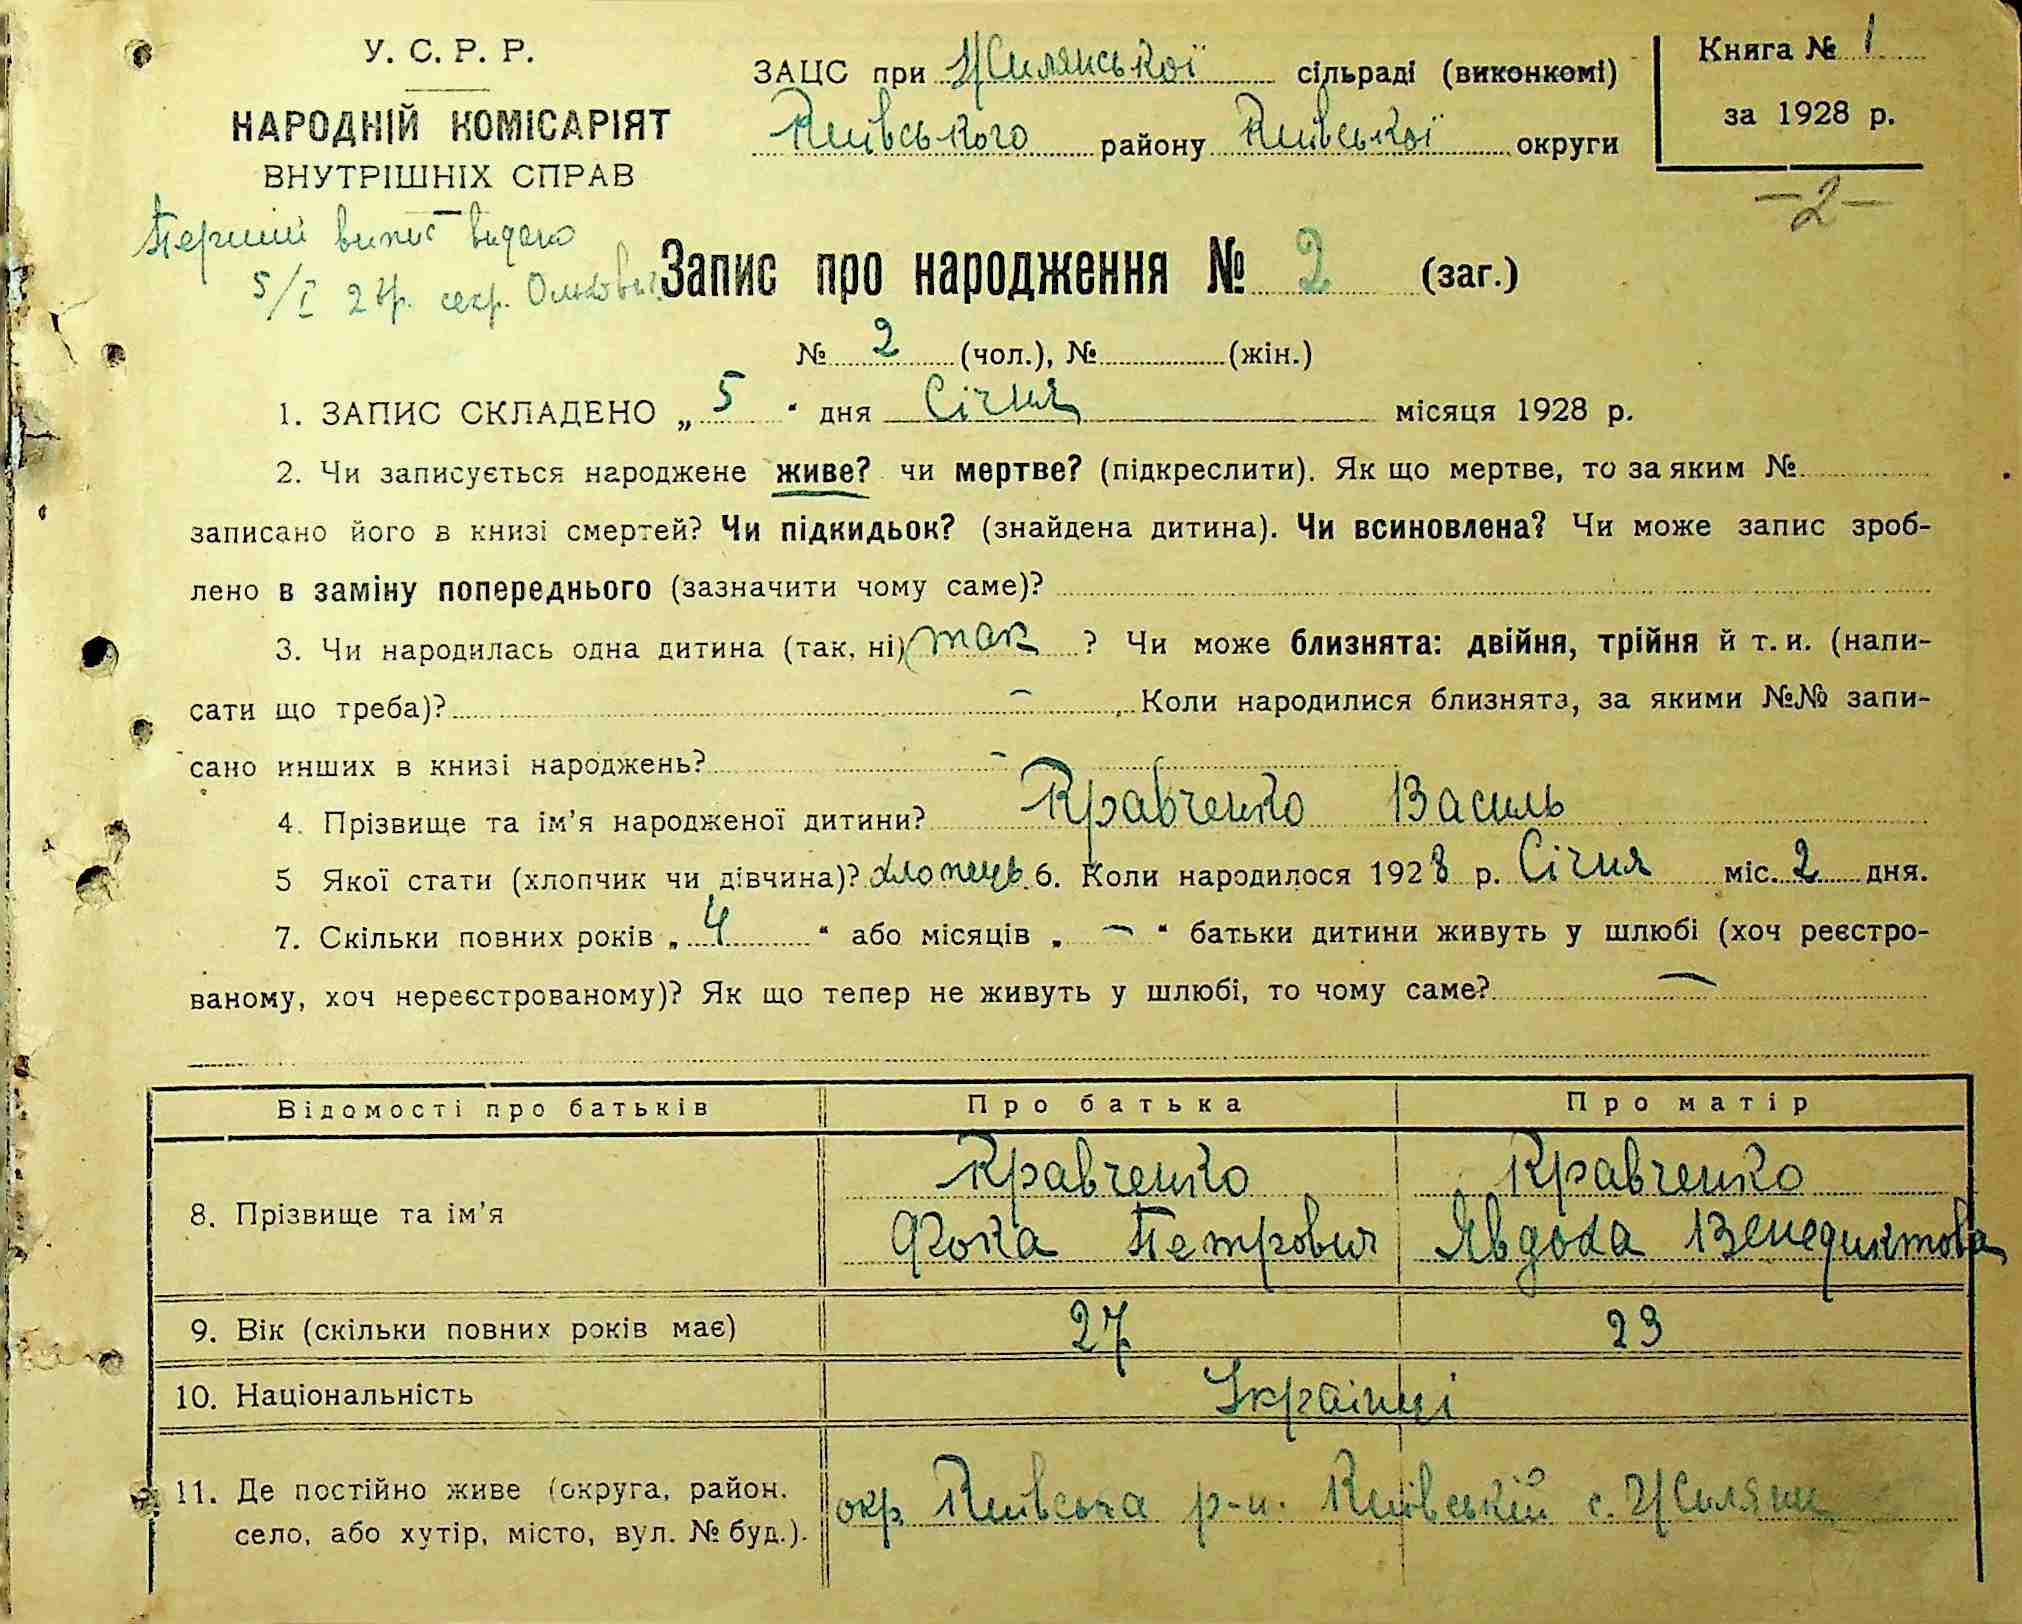 У. С. Р. Р.
НАРОДНІЙ КОМІСАРІЯТ
ВНУТРІШНІХ СПРАВ
ЗАЦС при Жилянської сільраді (виконкомі)
Київського району Київської округи
Книга № 1
за 1928 р.
-2-
Перший випис видано
5/I 28р. секр.
Запис про народження № 2 (заг.)
№ 2 (чол.), № (жін.)
1. ЗАПИС СКЛАДЕНО „ 5 “ дня Січня місяця 1928 р.
2. Чи записується народжене живе? чи мертве? (підкреслити). Як що мертве, то за яким №
записано його в книзі смертей? Чи підкидьок? (знайдена дитина). Чи всиновлена? Чи може запис зроб-
лено в заміну попереднього (зазначити чому саме)?
3. Чи народилась одна дитина (так, ні) так ? Чи може близнята: двійня, трійня й т. и. (напи-
сати що треба)? — Коли народилися близнята, за якими №№ запи-
сано инших в книзі народжень? —
4. Прізвище та ім'я народженої дитини? Кравченко Василь
5 Якої стати (хлопчик чи дівчина)? хлопець. 6. Коли народилося 1928 р. Січня міс. 2 дня.
7. Скільки повних років „ 4 “ або місяців „ — “ батьки дитини живуть у шлюбі (хоч реєстро-
ваному, хоч нереєстрованому)? Як що тепер не живуть у шлюбі, то чому саме? —
Відомості про батьків Про батька Про матір
Кравченко Кравченко
8. Прізвище та ім'я Фока Петрович Явдоха Венедиктова
9. Вік (скільки повних років має) 27 23
10. Національність Українці
11. Де постійно живе (округа, район.
село, або хутір, місто, вул. № буд.). окр. Київська р-н. Київській с. Жиляни